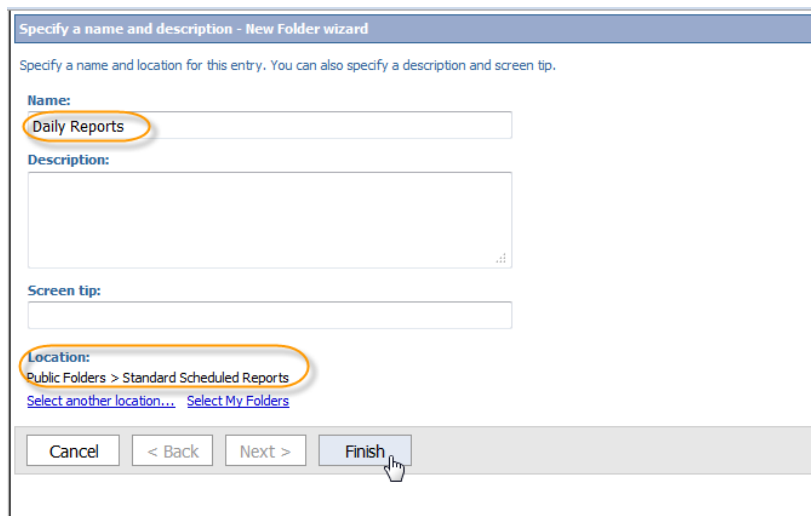 Specify a name and description - New Folder wizard
Specify a name and location for this entry. You can also specify a description and screen tip.
Name:
Daily Reports
Description:
Screen tip:
Location:
Public Folders > Standard Scheduled Reports
Select another location... Select My Folders
Cancel < Back Next > Finish